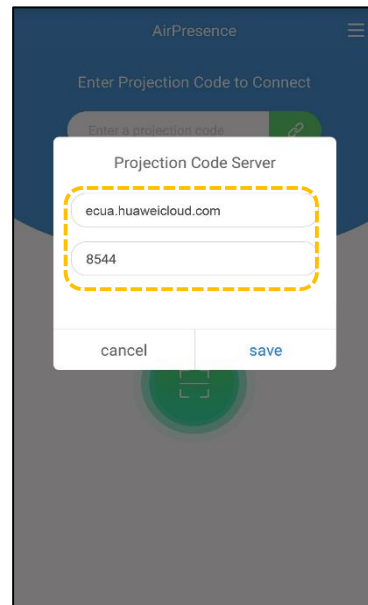 AirPresence
Enter Projection Code to Connect
Enter a projection code
Projection Code Server
ecua.huaweicloud.com
8544
cancel
save